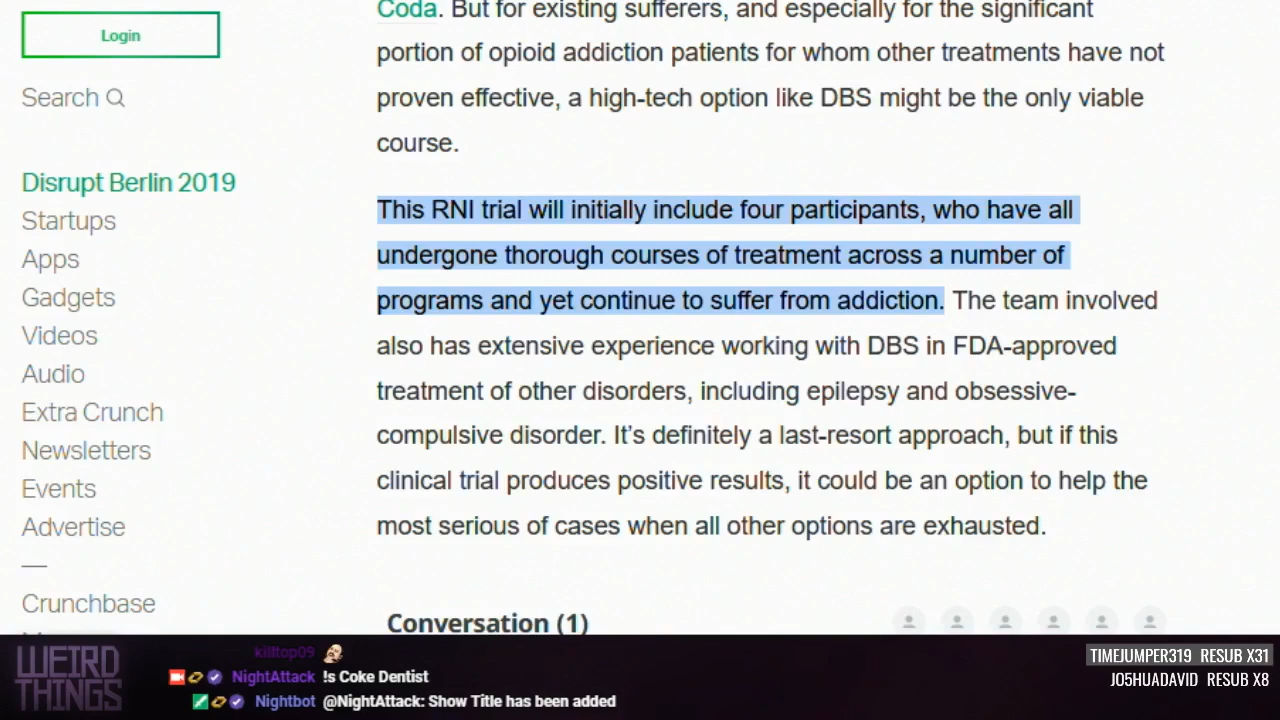 Login
Search
Disrupt Berlin 2019
Startups
Apps
Gadgets
Videos
Audio
Extra Crunch
Newsletters
Events
Advertise
—
Crunchbase
Coda. But for existing sufferers, and especially for the significant
portion of opioid addiction patients for whom other treatments have not
proven effective, a high-tech option like DBS might be the only viable
course.
This RNI trial will initially include four participants, who have all
undergone thorough courses of treatment across a number of
programs and yet continue to suffer from addiction. The team involved
also has extensive experience working with DBS in FDA-approved
treatment of other disorders, including epilepsy and obsessive-
compulsive disorder. It’s definitely a last-resort approach, but if this
clinical trial produces positive results, it could be an option to help the
most serious of cases when all other options are exhausted.
Conversation (1)
WEIRD
THINGS
NightAttack !s Coke Dentist
Nightbot @NightAttack: Show Title has been added
TIMEJUMPER319 RESUB X31
JO5HUADAVID RESUB X8